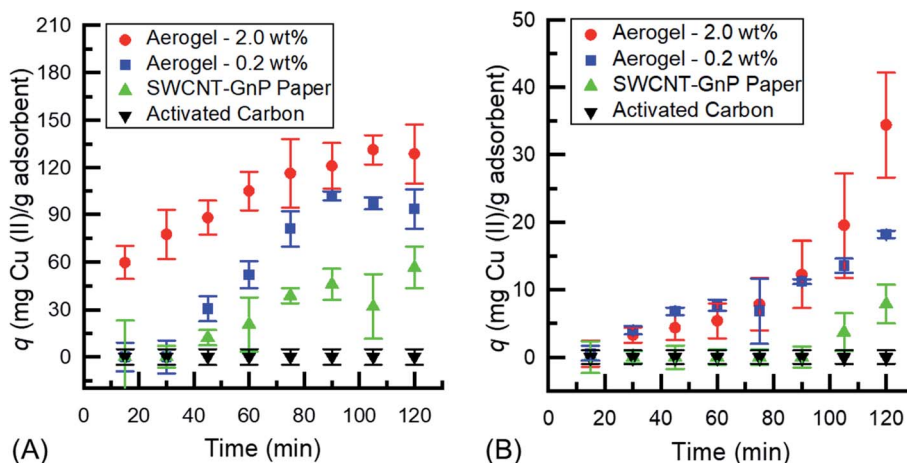 210
180
150
120
90
60
30
0
q (mg Cu (II)/g adsorbent)
Aerogel - 2.0 wt%
Aerogel - 0.2 wt%
SWCNT-GnP Paper
Activated Carbon
0 20 40 60 80 100 120
Time (min)
(A)
50
40
30
20
10
0
q (mg Cu (II)/g adsorbent)
Aerogel - 2.0 wt%
Aerogel - 0.2 wt%
SWCNT-GnP Paper
Activated Carbon
0 20 40 60 80 100 120
Time (min)
(B)